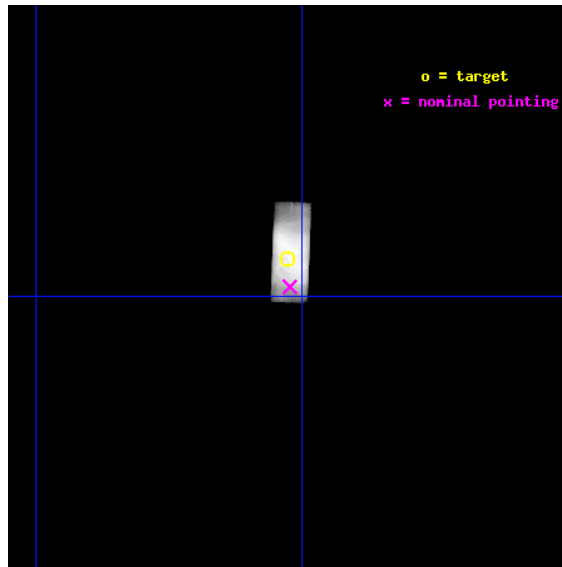 o = target
x = nominal pointing